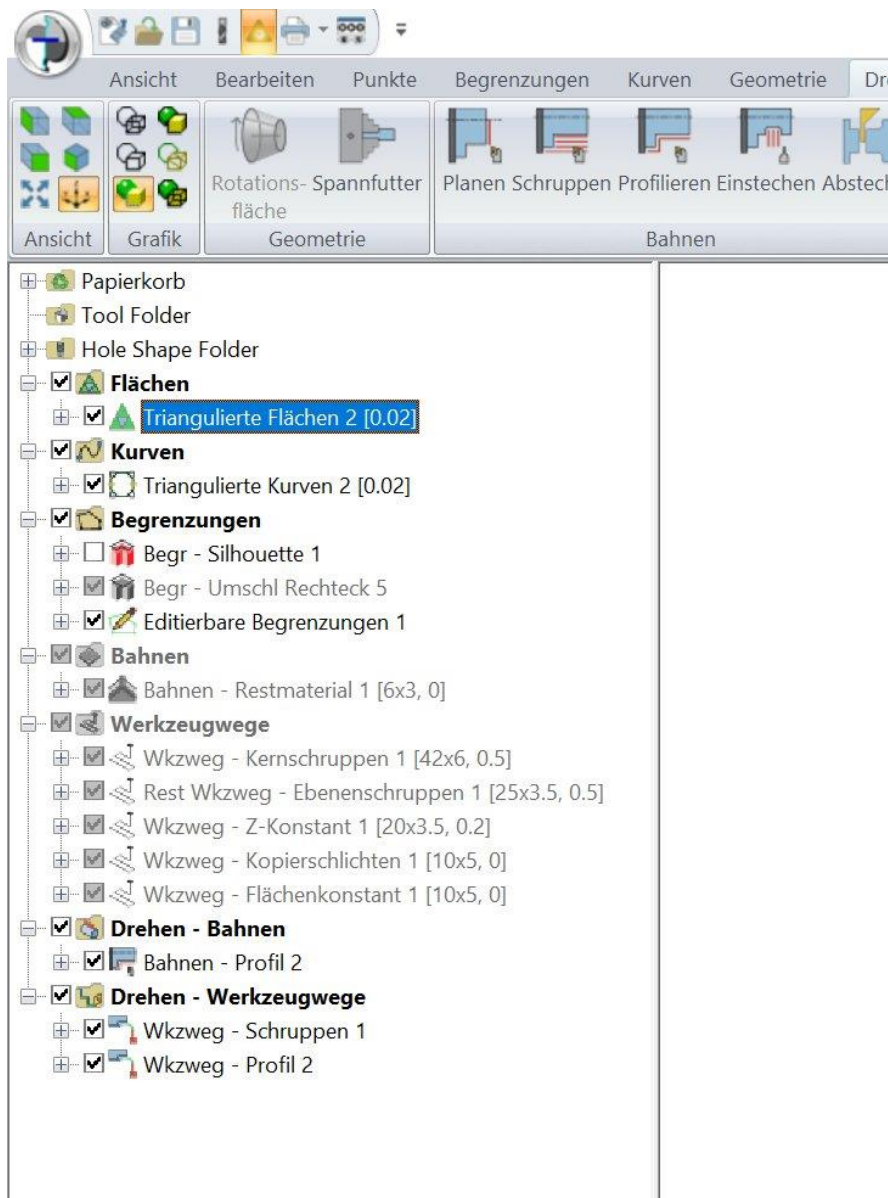 Ansicht Bearbeiten Punkte Begrenzungen Kurven Geometrie
Rotations- Spannfutter Planen Schruppen Profilieren Einstechen
fläche
Ansicht Grafik Geometrie Bahnen
Papierkorb
Tool Folder
Hole Shape Folder
Flächen
Triangulierte Flächen 2 [0.02]
Kurven
Triangulierte Kurven 2 [0.02]
Begrenzungen
Begr - Silhouette 1
Begr - Umschl Rechteck 5
Editierbare Begrenzungen 1
Bahnen
Bahnen - Restmaterial 1 [6x3, 0]
Werkzeugwege
Wkzweg - Kernschruppen 1 [42x6, 0.5]
Rest Wkzweg - Ebenenschruppen 1 [25x3.5, 0.5]
Wkzweg - Z-Konstant 1 [20x3.5, 0.2]
Wkzweg - Kopierschlichten 1 [10x5, 0]
Wkzweg - Flächenkonstant 1 [10x5, 0]
Drehen - Bahnen
Bahnen - Profil 2
Drehen - Werkzeugwege
Wkzweg - Schruppen 1
Wkzweg - Profil 2